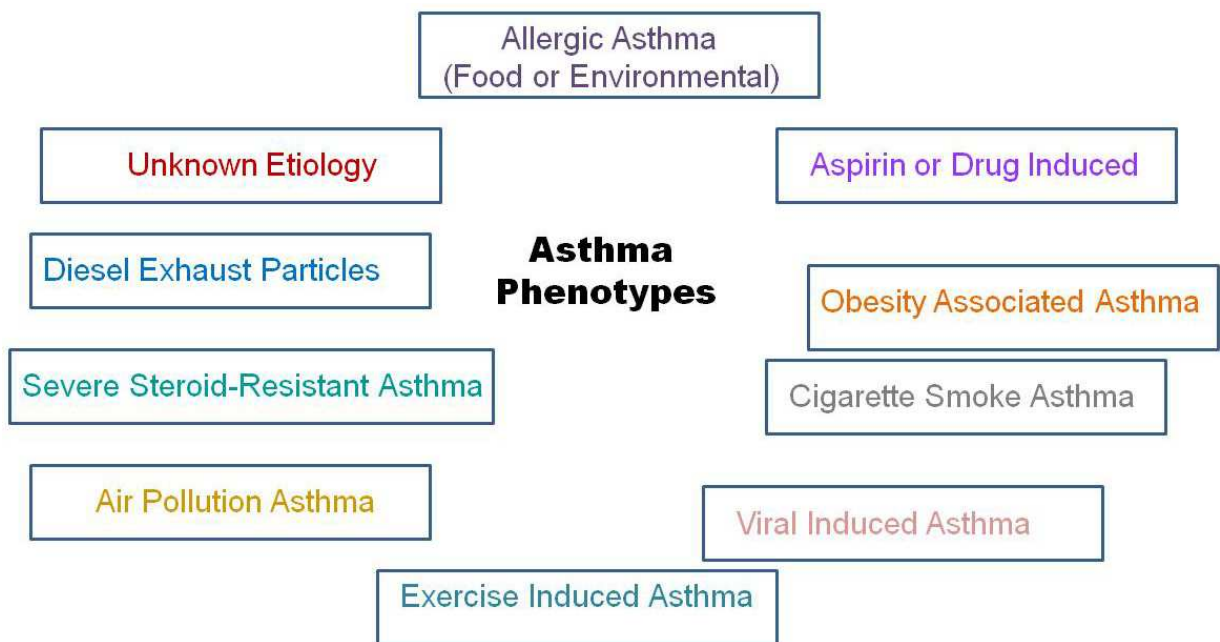 Allergic Asthma
(Food or Environmental)
Unknown Etiology
Aspirin or Drug Induced
Asthma
Phenotypes
Diesel Exhaust Particles
Obesity Associated Asthma
Severe Steroid-Resistant Asthma
Cigarette Smoke Asthma
Air Pollution Asthma
Viral Induced Asthma
Exercise Induced Asthma